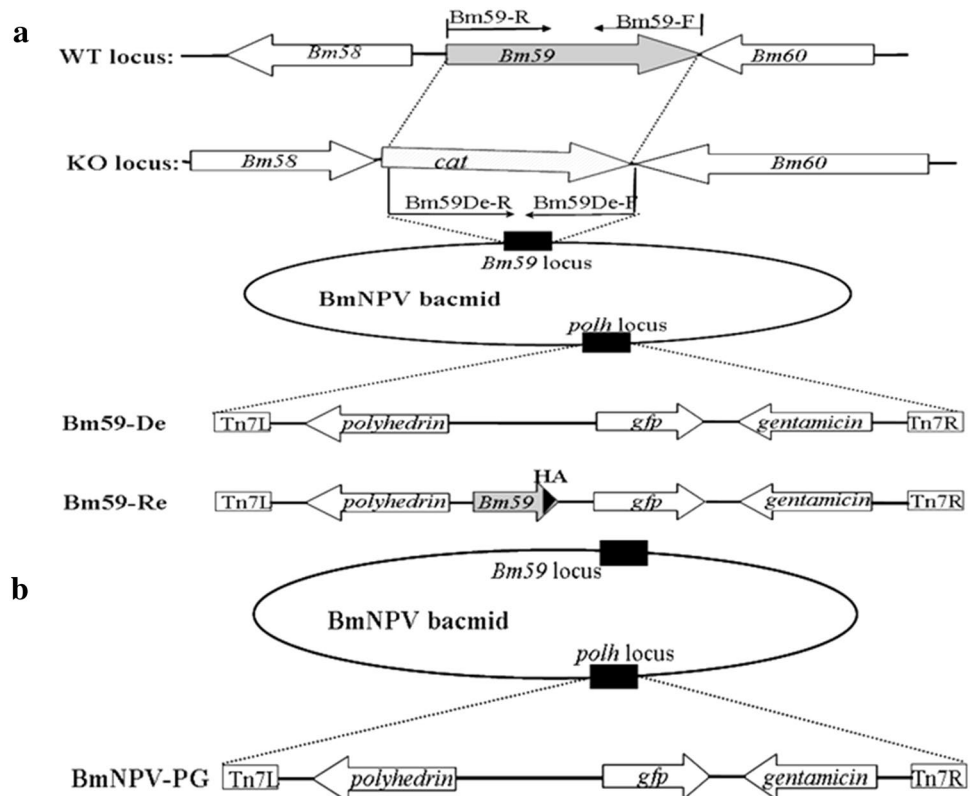 a
Bm59-R Bm59-F
WT locus: Bm58 Bm59 Bm60
KO locus: Bm58 cat Bm60
Bm59De-R Bm59De-F
Bm59 locus
BmNPV bacmid
polh locus
Bm59-De Tn7L polyhedrin gfp gentamicin Tn7R
HA
Bm59-Re Tn7L polyhedrin Bm59 gfp gentamicin Tn7R
b
Bm59 locus
BmNPV bacmid
polh locus
BmNPV-PG Tn7L polyhedrin gfp gentamicin Tn7R